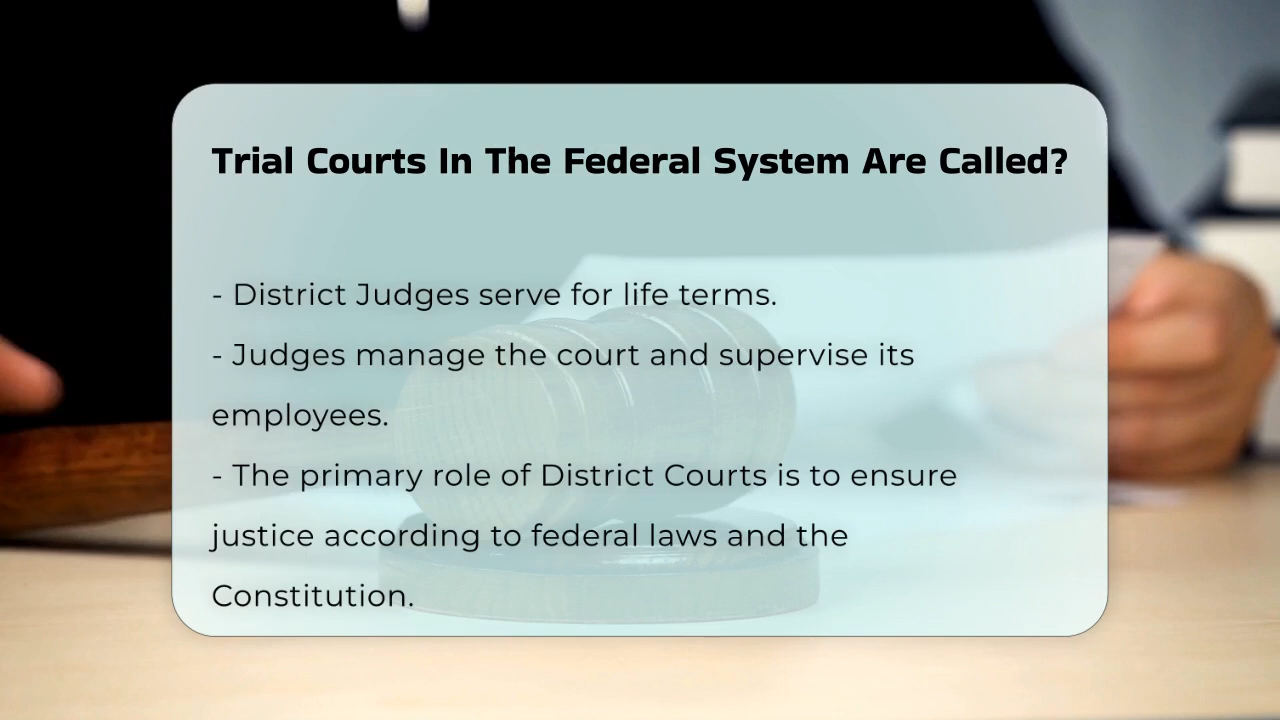 Trial Courts In The Federal System Are Called?
- District Judges serve for life terms.
- Judges manage the court and supervise its
employees.
- The primary role of District Courts is to ensure
justice according to federal laws and the
Constitution.